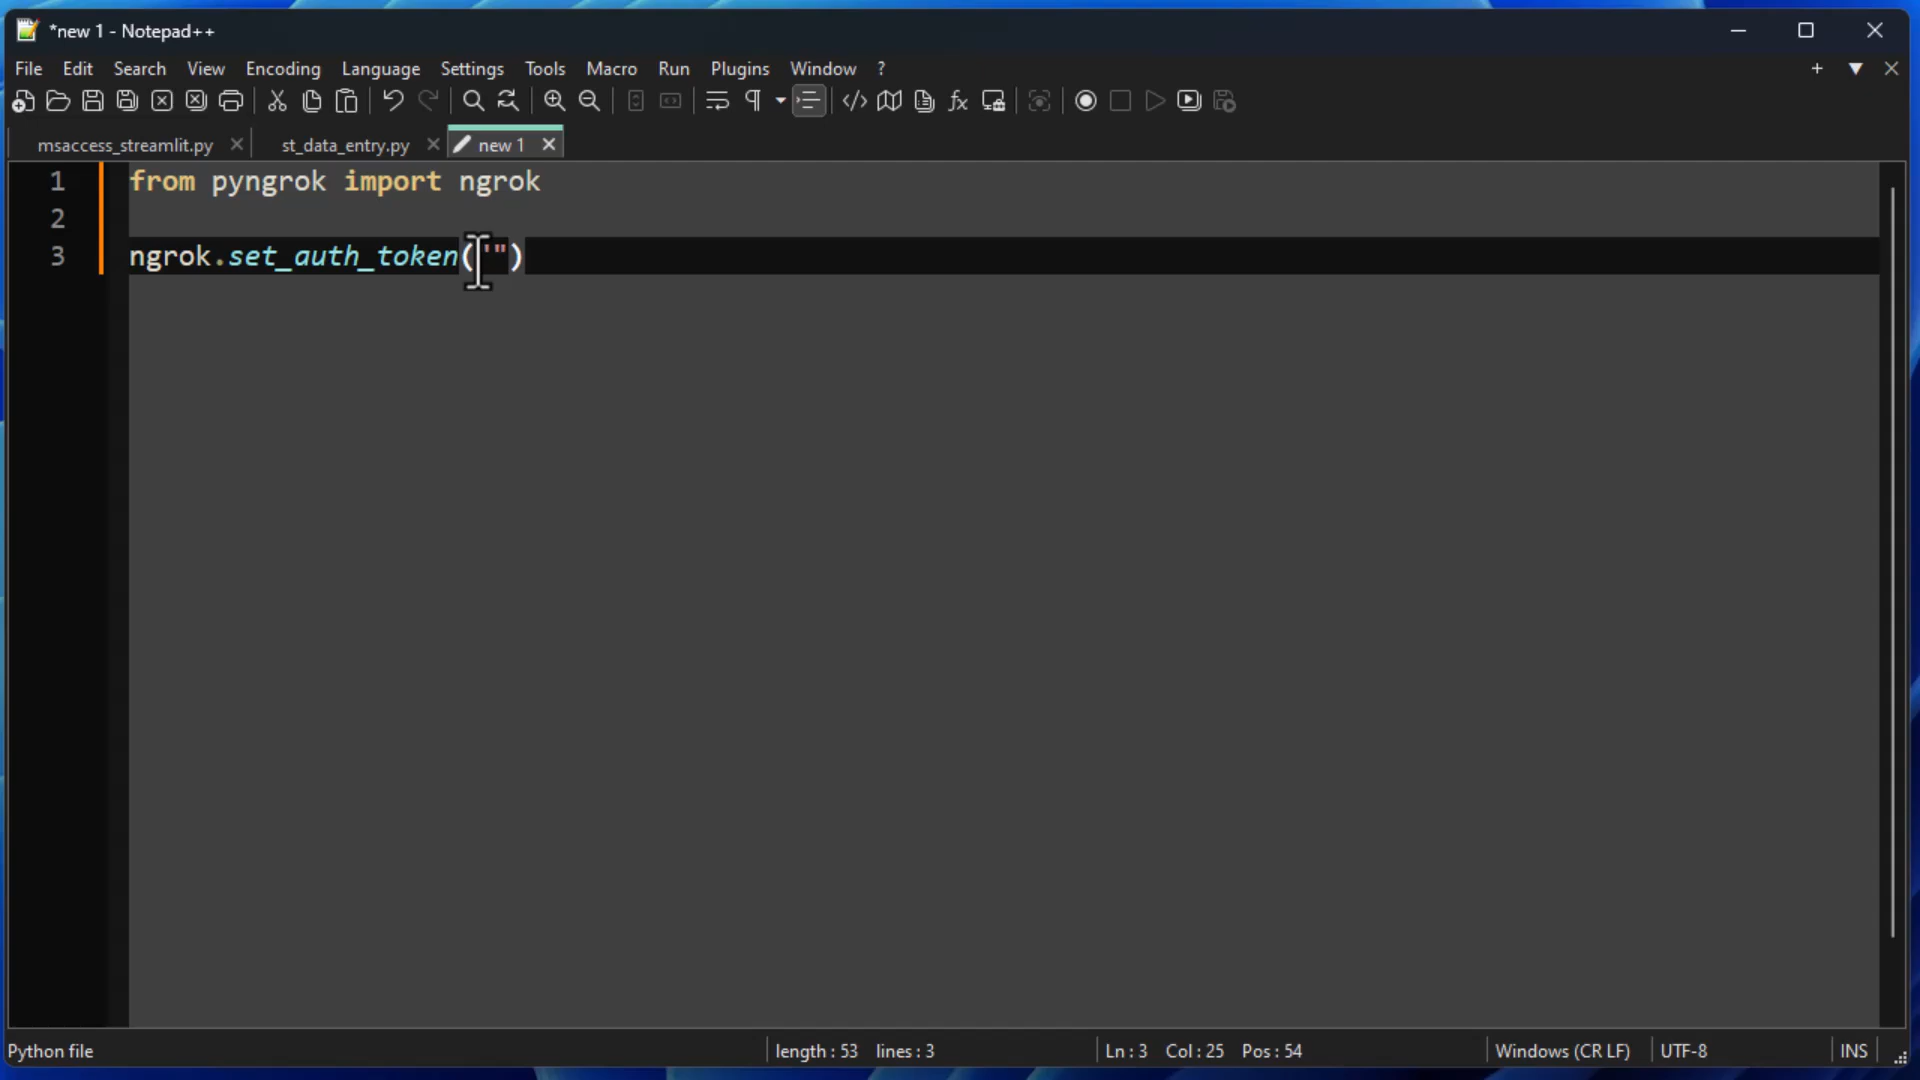 *new 1 - Notepad++
File Edit Search View Encoding Language Settings Tools Macro Run Plugins Window ?
msaccess_streamlit.py st_data_entry.py new 1
1 from pyngrok import ngrok
2
3 ngrok.set_auth_token("")
Python file length : 53 lines : 3 Ln : 3 Col : 25 Pos : 54 Windows (CR LF) UTF-8 INS